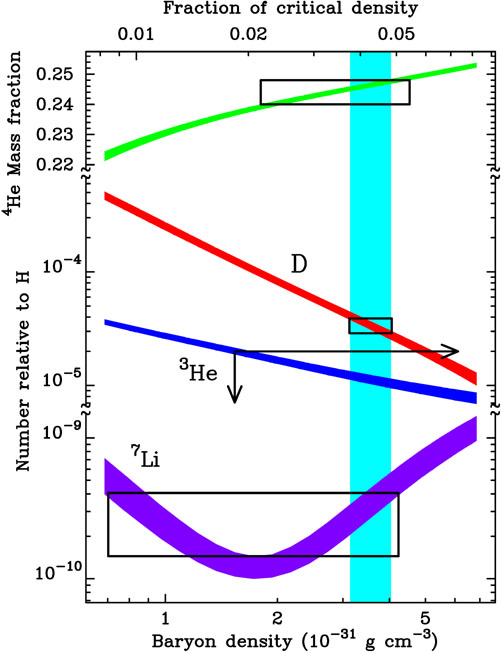 Fraction of critical density
0.01 0.02 0.05
⁴He Mass fraction
0.25
0.24
0.23
0.22
Number relative to H
D
10⁻⁴
³He
10⁻⁵
10⁻⁹
⁷Li
10⁻¹⁰
1 2 5
Baryon density (10⁻³¹ g cm⁻³)